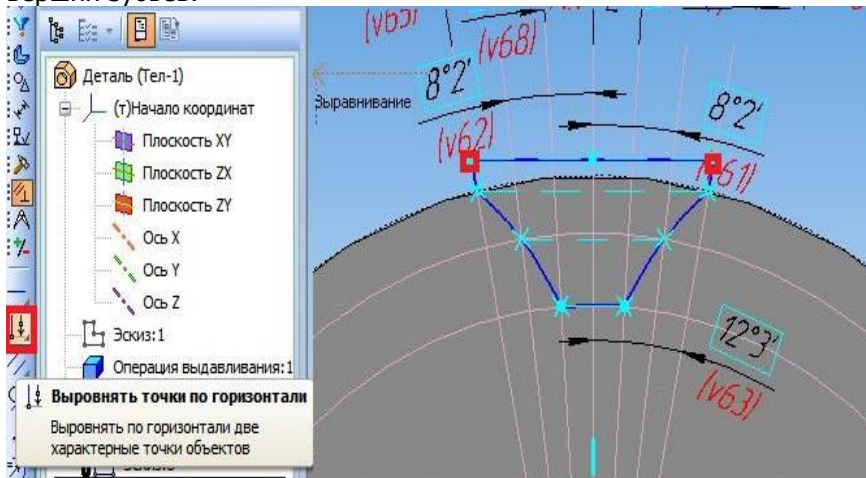 вершин зубьев.
Деталь (Тел-1)
(т)Начало координат
Плоскость XY
Плоскость ZX
Плоскость ZY
Ось X
Ось Y
Ось Z
Эскиз:1
Операция выдавливания:1
Выровнять точки по горизонтали
Выровнять по горизонтали две
характерные точки объектов
Выравнивание
(v68)
8°2'
(v62)
8°2'
12°3'
(v63)